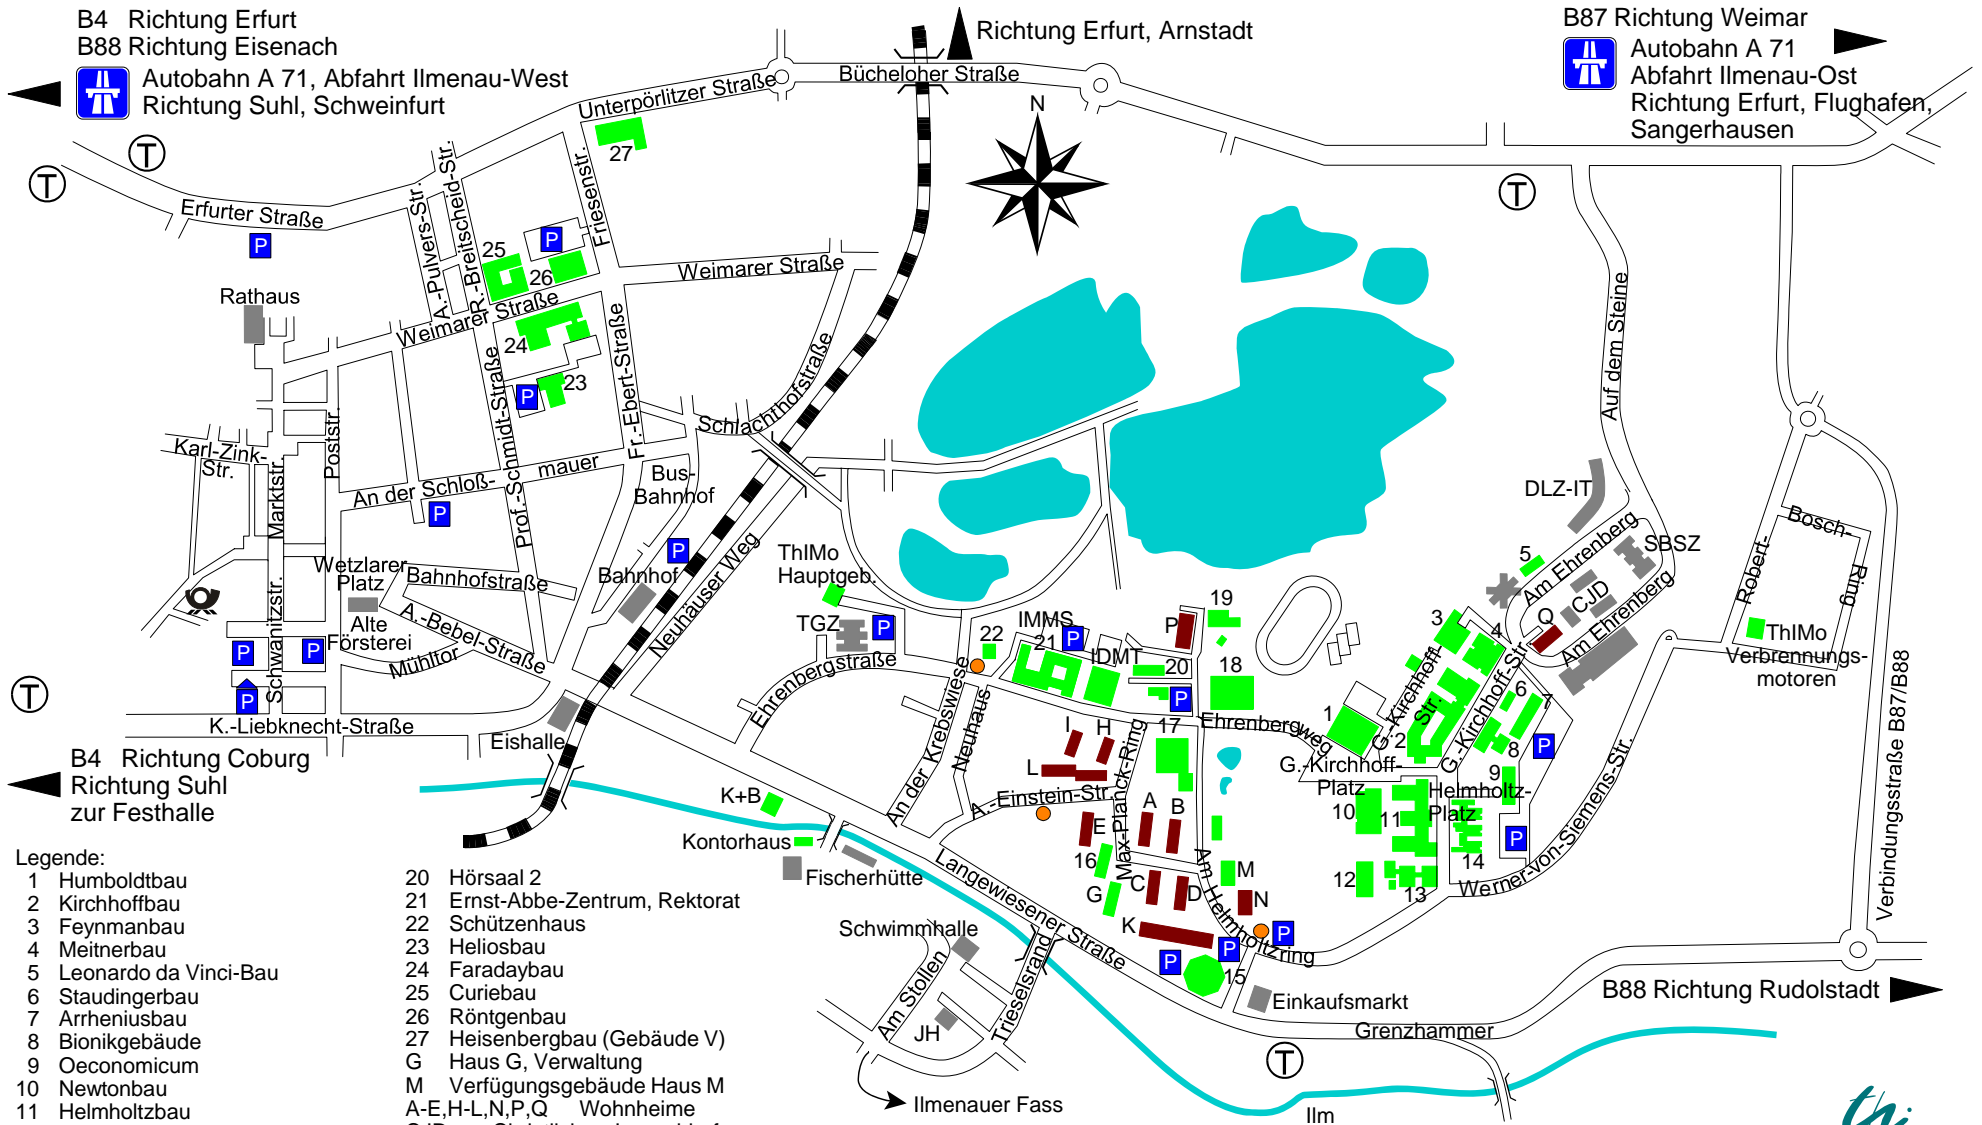 B4 Richtung Erfurt
B88 Richtung Eisenach
Autobahn A 71, Abfahrt Ilmenau-West
Richtung Suhl, Schweinfurt
Richtung Erfurt, Arnstadt
B87 Richtung Weimar
Autobahn A 71
Abfahrt Ilmenau-Ost
Richtung Erfurt, Flughafen,
Sangerhausen
Unterpörlitzer Straße
Bücheloher Straße
N
T
T
T
27
Erfurter Straße
A.-Pulvers-Str.
R.-Breitscheid-Str.
Friesenstr.
P
P
25
26
Weimarer Straße
Weimarer Straße
Rathaus
24
23
P
Prof.-Schmidt-Straße
Fr.-Ebert-Straße
Schlachthofstraße
Auf dem Steine
Karl-Zink-
Str.
Marktstr.
Poststr.
An der Schloß-
mauer
P
Bus-
Bahnhof
P
Neuhäuser Weg
Wetzlarer
Platz
Bahnhofstraße
Bahnhof
Alte
Försterei
A.-Bebel-Straße
Mühltor
Schwanitzstr.
P
P
P
T
K.-Liebknecht-Straße
Eishalle
ThIMo
Hauptgeb.
TGZ
P
Ehrenbergstraße
An der Krebswiese
Neuhaus
22
IMMS
21
P
IDMT
20
P
19
18
P
17
Ehrenbergweg
DLZ-IT
5
Am Ehrenberg
SBSZ
CJD
Q
Am Ehrenberg
3
4
G.-Kirchhoff-
Str.
G.-Kirchhoff-Str.
6
7
8
P
1
2
G.-Kirchhoff-
Platz
Helmholtz-
Platz
9
10
11
12
13
14
P
Werner-von-Siemens-Str.
Robert-
Bosch-
Ring
ThIMo
Verbrennungs-
motoren
Verbindungsstraße B87/B88
I
H
L
A.-Einstein-Str.
Max-Planck-Ring
A
B
E
16
G
C
D
K
M
N
Am Helmholtzring
P
P
P
15
Einkaufsmarkt
B4 Richtung Coburg
Richtung Suhl
zur Festhalle
K+B
Kontorhaus
Fischerhütte
Langewiesener Straße
Schwimmhalle
Am Stollen
Trieselsrand
JH
Ilmenauer Fass
Grenzhammer
T
Ilm
B88 Richtung Rudolstadt
Legende:
1 Humboldtbau
2 Kirchhoffbau
3 Feynmanbau
4 Meitnerbau
5 Leonardo da Vinci-Bau
6 Staudingerbau
7 Arrheniusbau
8 Bionikgebäude
9 Oeconomicum
10 Newtonbau
11 Helmholtzbau
20 Hörsaal 2
21 Ernst-Abbe-Zentrum, Rektorat
22 Schützenhaus
23 Heliosbau
24 Faradaybau
25 Curiebau
26 Röntgenbau
27 Heisenbergbau (Gebäude V)
G Haus G, Verwaltung
M Verfügungsgebäude Haus M
A-E,H-L,N,P,Q Wohnheime